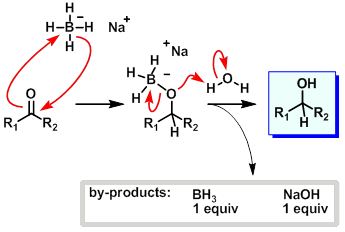 H
H-B-H Na+
H
−
O
R1 R2
+Na
H
H-B
−
H O
R1 R2
H
O
H H
OH
R1 R2
H
by-products: BH3 NaOH
1 equiv 1 equiv